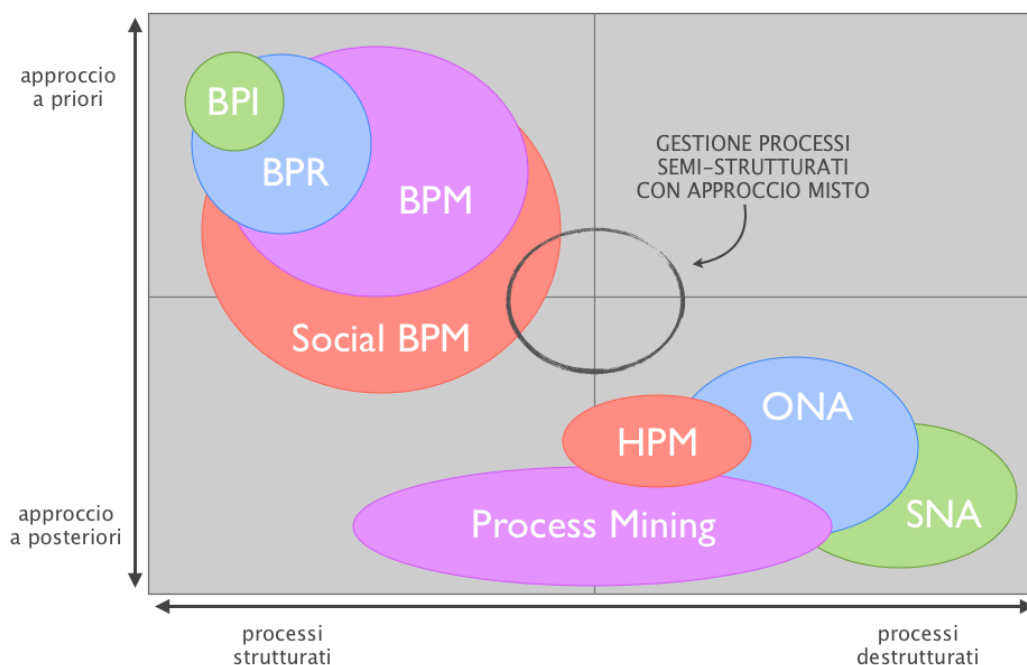 approccio
a priori
BPI
BPR
BPM
Social BPM
GESTIONE PROCESSI
SEMI-STRUTTURATI
CON APPROCCIO MISTO
ONA
HPM
SNA
Process Mining
approccio
a posteriori
processi
strutturati
processi
destrutturati